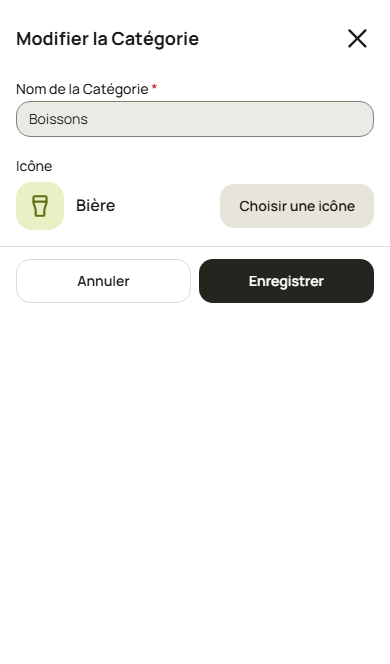 Modifier la Catégorie
Nom de la Catégorie *
Boissons
Icône
Bière
Choisir une icône
Annuler
Enregistrer